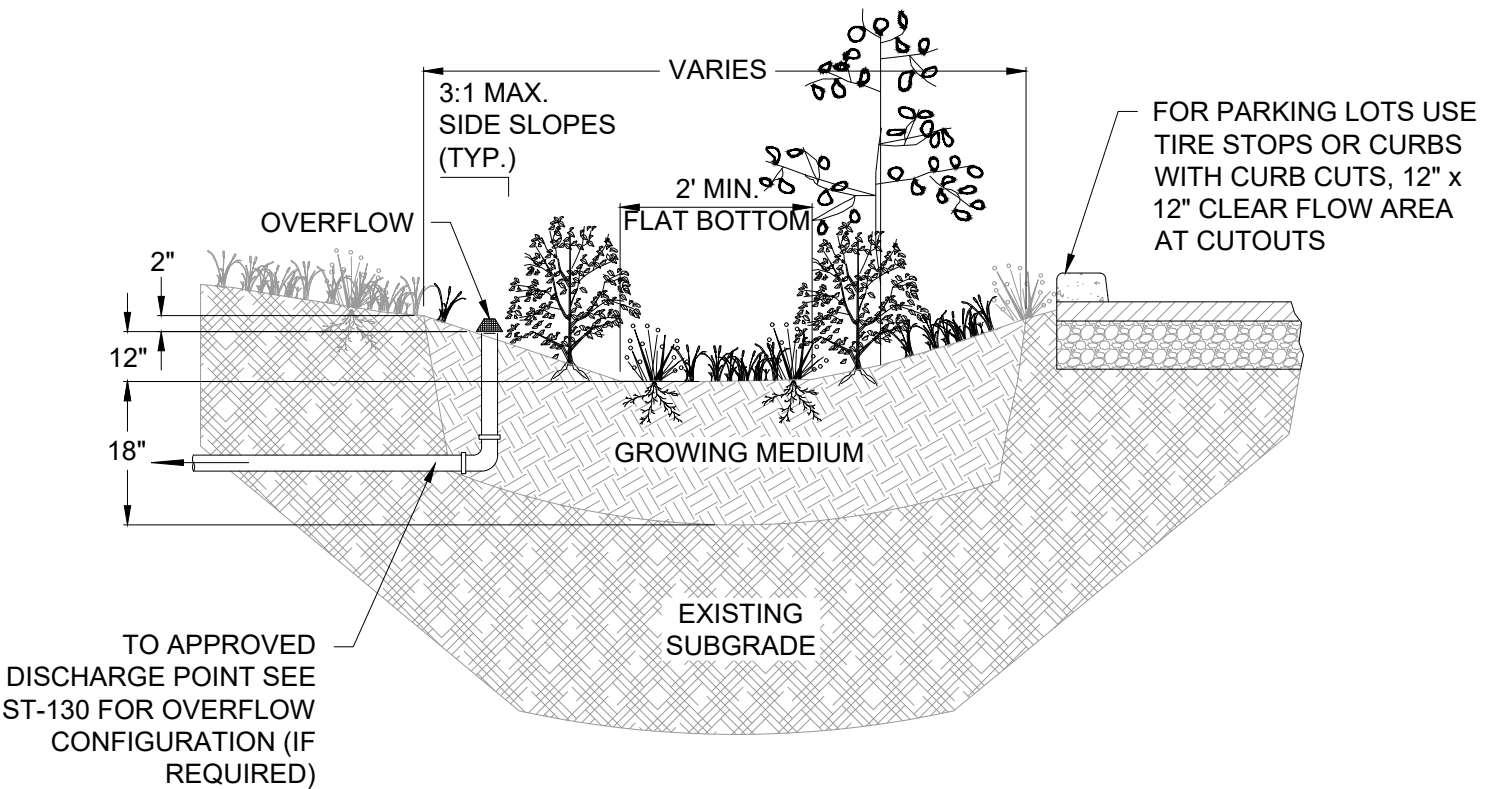 VARIES
3:1 MAX.
SIDE SLOPES
(TYP.)
FOR PARKING LOTS USE
TIRE STOPS OR CURBS
WITH CURB CUTS, 12" x
12" CLEAR FLOW AREA
AT CUTOUTS
2' MIN.
FLAT BOTTOM
OVERFLOW
2"
12"
18"
GROWING MEDIUM
EXISTING
SUBGRADE
TO APPROVED
DISCHARGE POINT SEE
ST-130 FOR OVERFLOW
CONFIGURATION (IF
REQUIRED)